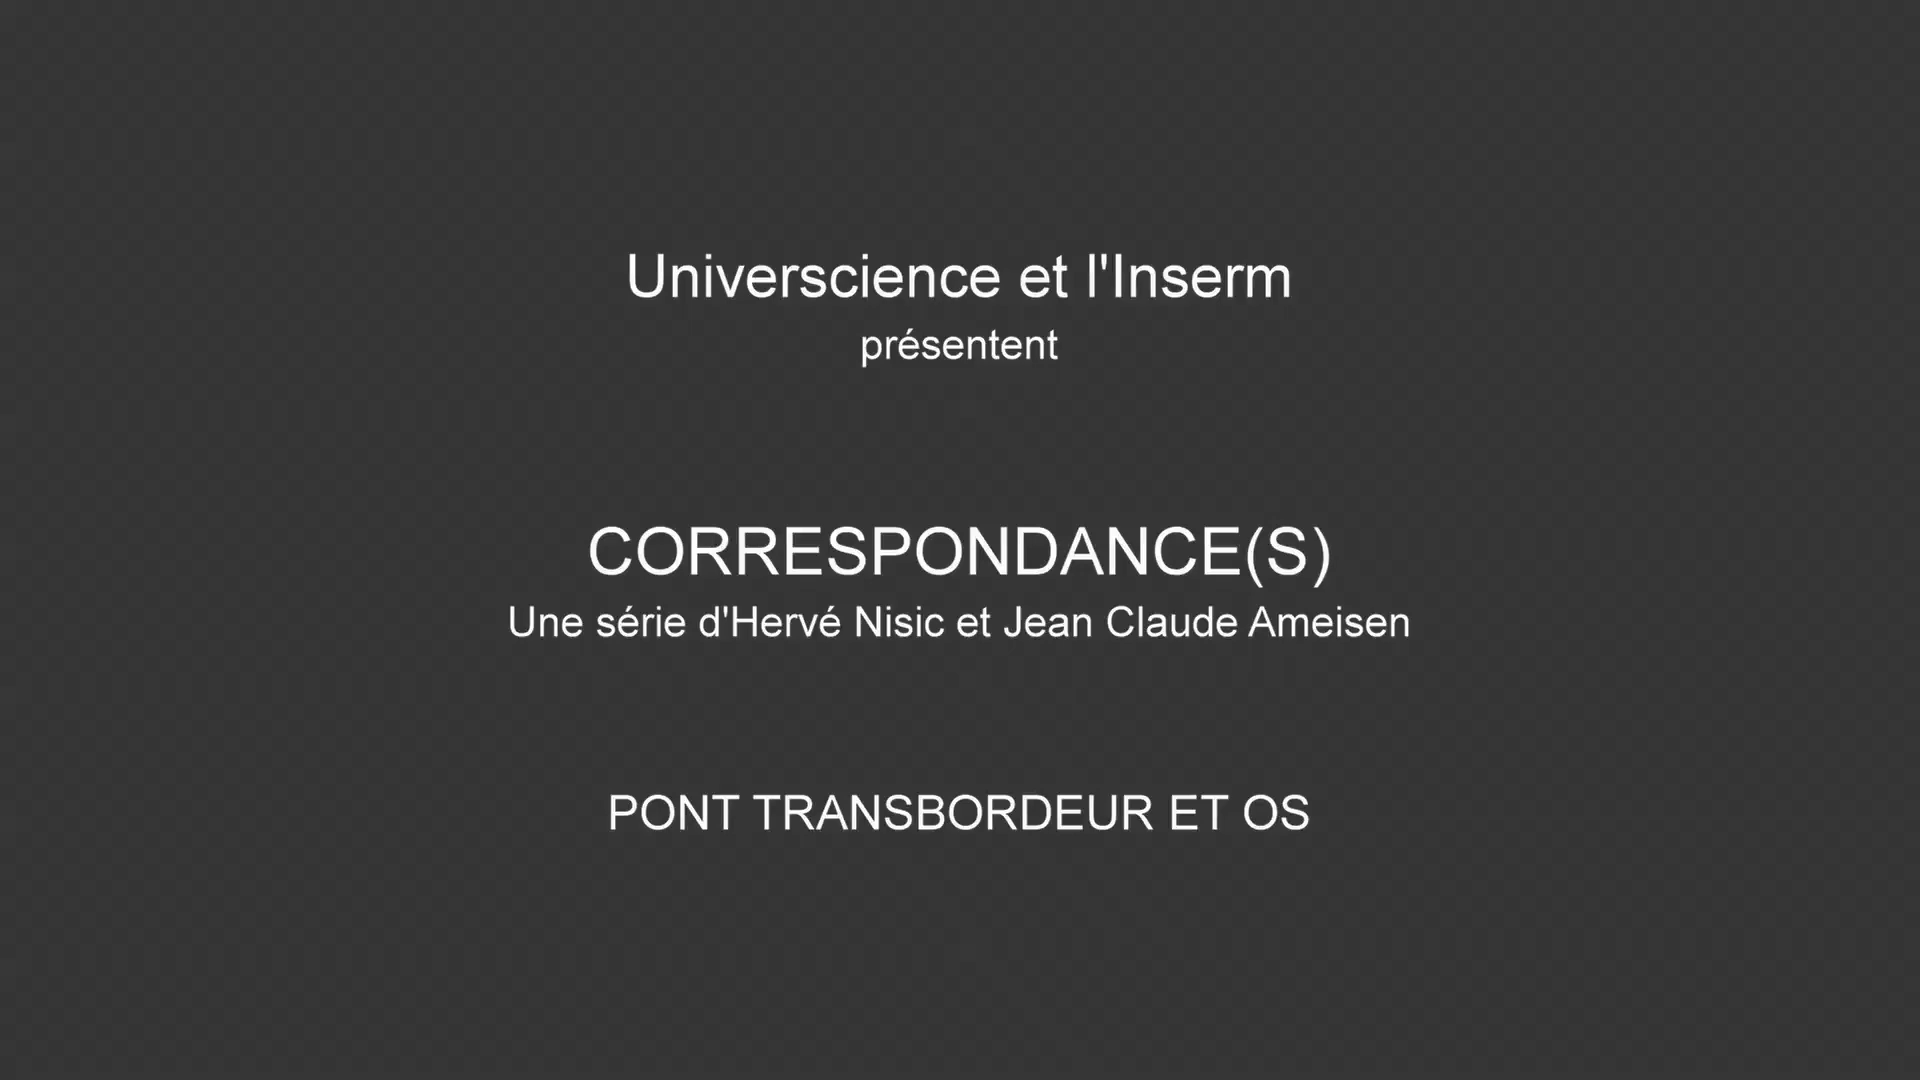 Universcience et l'Inserm
présentent
CORRESPONDANCE(S)
Une série d'Hervé Nisic et Jean Claude Ameisen
PONT TRANSBORDEUR ET OS